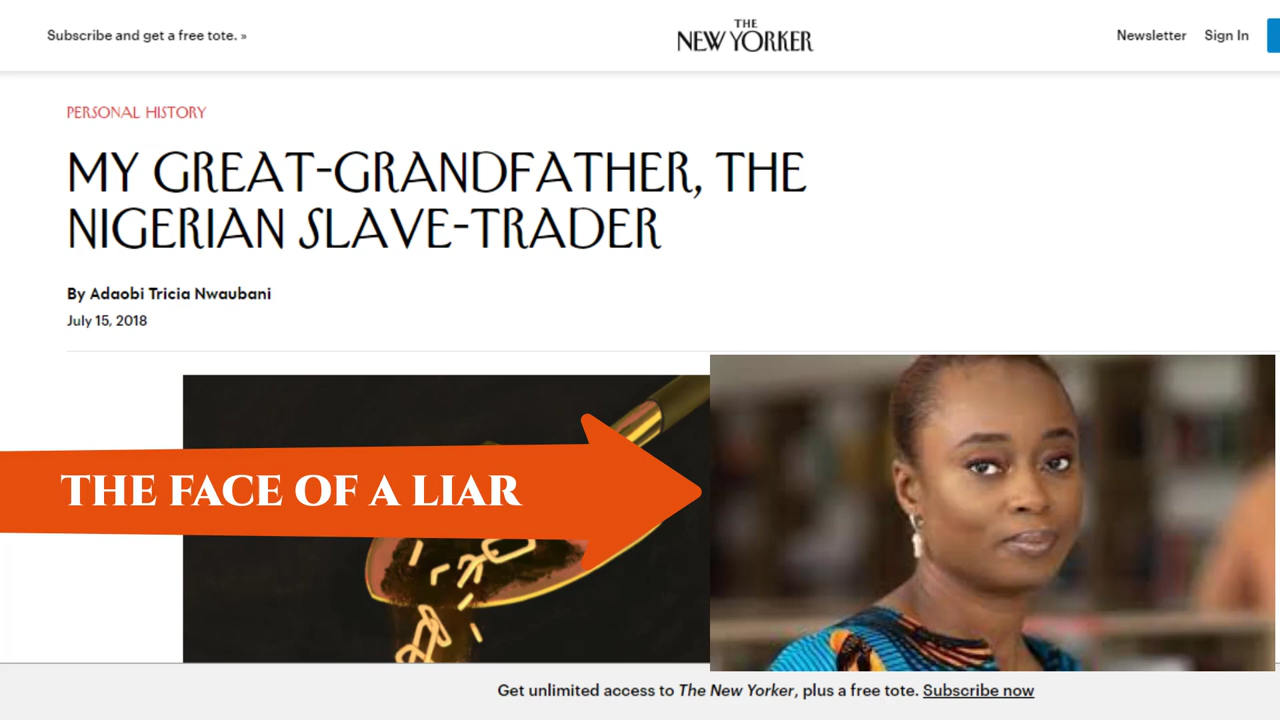 Subscribe and get a free tote. »
THE
NEW YORKER
Newsletter
Sign In
PERSONAL HISTORY
MY GREAT-GRANDFATHER, THE
NIGERIAN SLAVE-TRADER
By Adaobi Tricia Nwaubani
July 15, 2018
THE FACE OF A LIAR
Get unlimited access to The New Yorker, plus a free tote. Subscribe now